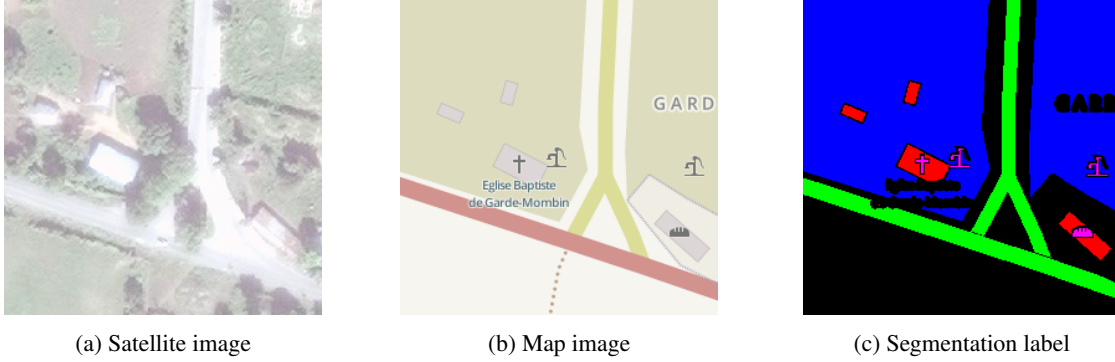 GARD
Eglise Baptiste
de Garde-Mombin
GARD
(a) Satellite image
(b) Map image
(c) Segmentation label